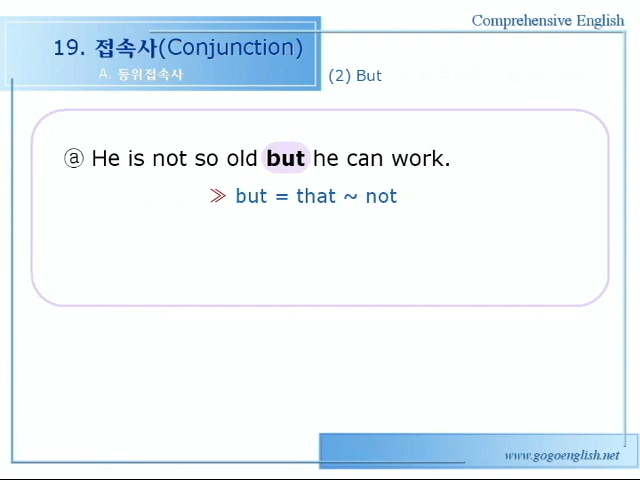 Comprehensive English
19. 접속사(Conjunction)
A. 등위접속사
(2) But
ⓐ He is not so old but he can work.
≫ but = that ~ not
www.gogoenglish.net